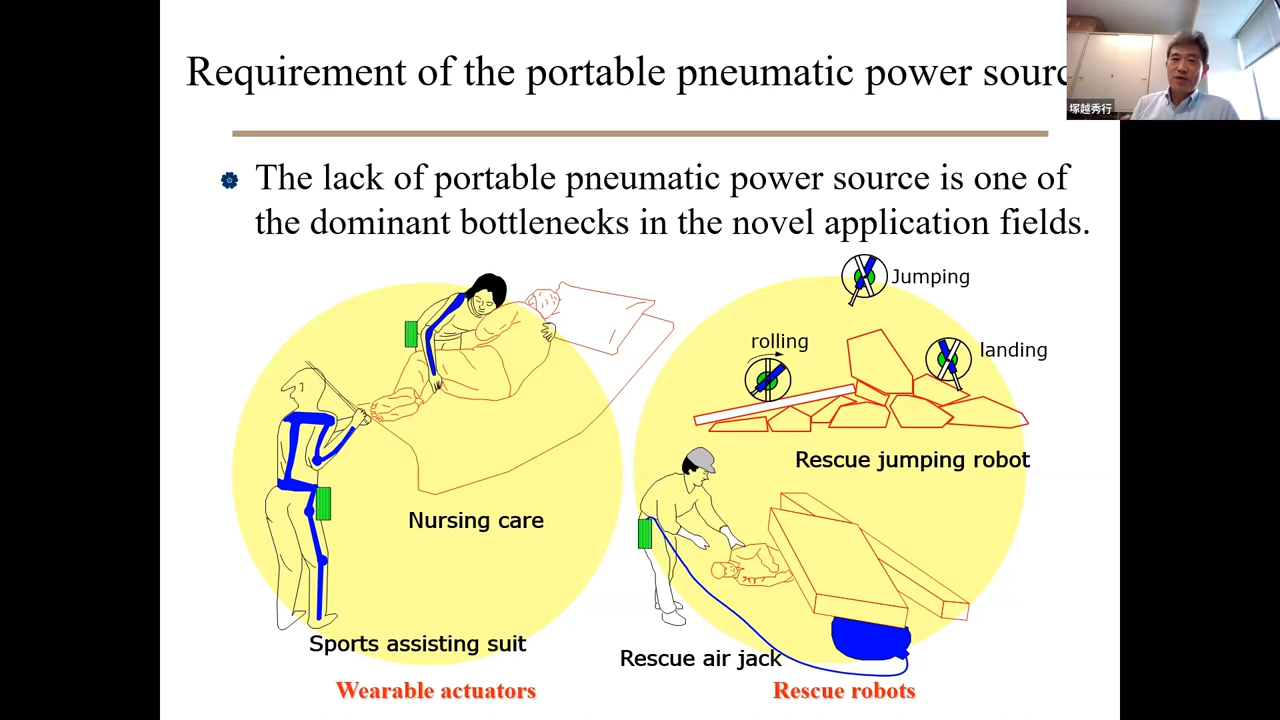 Requirement of the portable pneumatic power sourc
塚越秀行
The lack of portable pneumatic power source is one of
the dominant bottlenecks in the novel application fields.
Jumping
rolling
landing
Rescue jumping robot
Nursing care
Sports assisting suit
Rescue air jack
Wearable actuators
Rescue robots